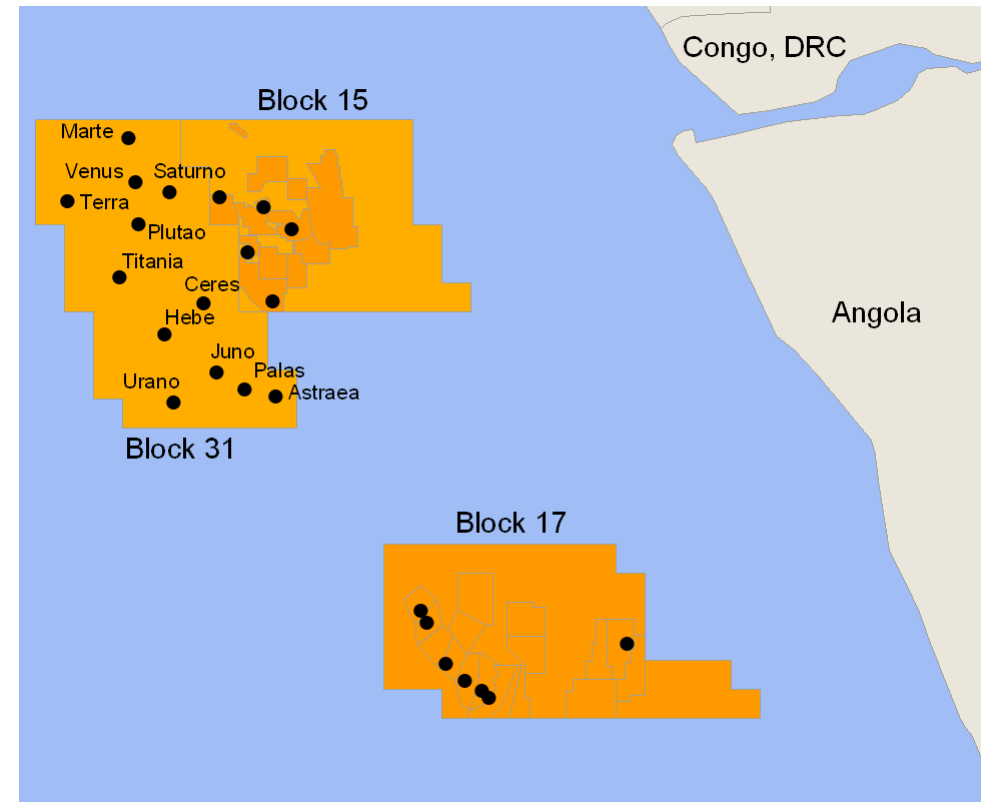 Congo, DRC
Block 15
Marte
Venus
Saturno
Terra
Plutao
Titania
Ceres
Angola
Hebe
Juno
Palas
Urano
Astraea
Block 31
Block 17